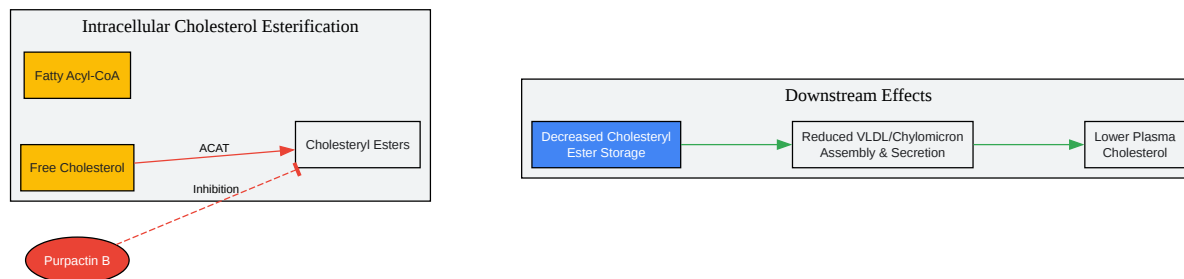 Intracellular Cholesterol Esterification
Fatty Acyl-CoA
Free Cholesterol
ACAT
Cholesteryl Esters
Inhibition
Purpactin B
Downstream Effects
Decreased Cholesteryl
Ester Storage
Reduced VLDL/Chylomicron
Assembly & Secretion
Lower Plasma
Cholesterol